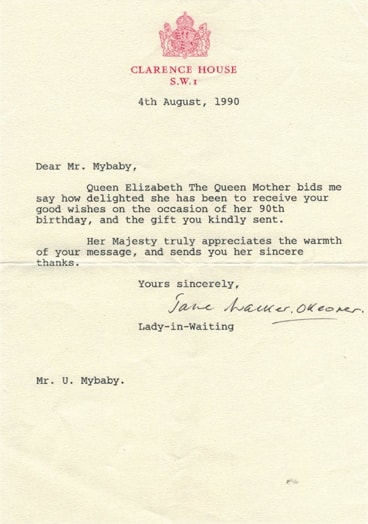 CLARENCE HOUSE
S.W.1
4th August, 1990
Dear Mr. Mybaby,
Queen Elizabeth The Queen Mother bids me
say how delighted she has been to receive your
good wishes on the occasion of her 90th
birthday, and the gift you kindly sent.
Her Majesty truly appreciates the warmth
of your message, and sends you her sincere
thanks.
Yours sincerely,
Jane Walker-Okeover.
Lady-in-Waiting
Mr. U. Mybaby.